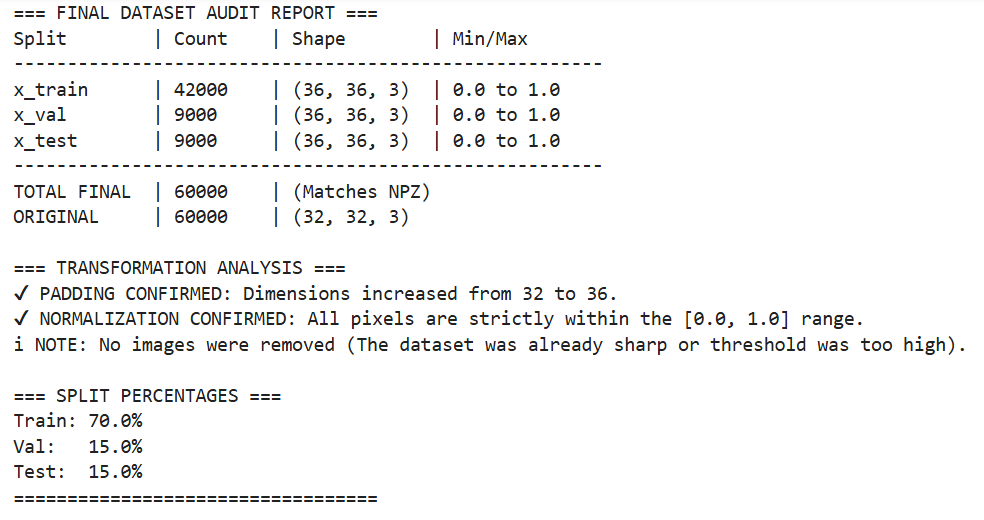 === FINAL DATASET AUDIT REPORT ===
Split        | Count    | Shape        | Min/Max
-------------------------------------------------------
x_train      | 42000    | (36, 36, 3)  | 0.0 to 1.0
x_val        | 9000     | (36, 36, 3)  | 0.0 to 1.0
x_test       | 9000     | (36, 36, 3)  | 0.0 to 1.0
-------------------------------------------------------
TOTAL FINAL  | 60000    | (Matches NPZ)
ORIGINAL     | 60000    | (32, 32, 3)

=== TRANSFORMATION ANALYSIS ===
✓ PADDING CONFIRMED: Dimensions increased from 32 to 36.
✓ NORMALIZATION CONFIRMED: All pixels are strictly within the [0.0, 1.0] range.
i NOTE: No images were removed (The dataset was already sharp or threshold was too high).

=== SPLIT PERCENTAGES ===
Train: 70.0%
Val:   15.0%
Test:  15.0%
==================================